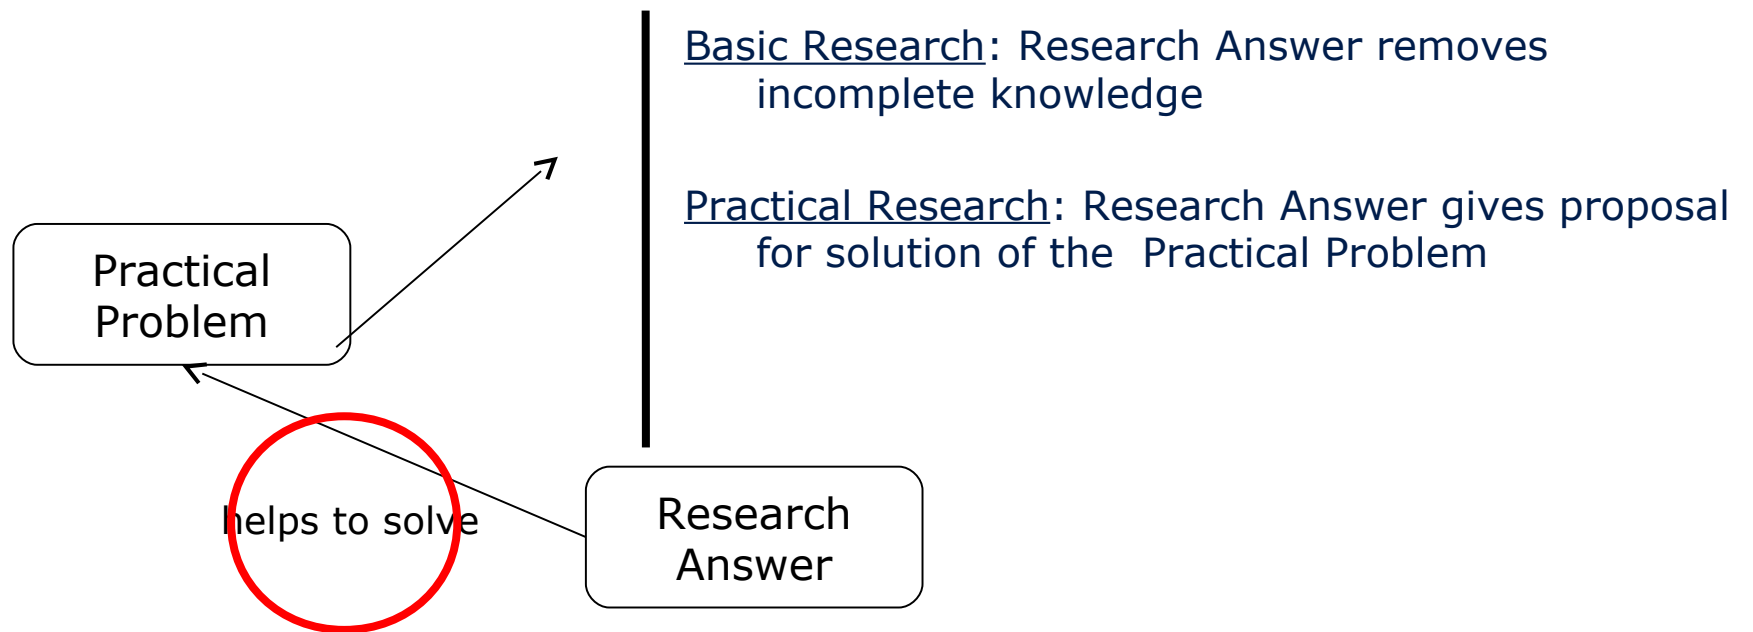 Basic Research: Research Answer removes
incomplete knowledge
Practical Research: Research Answer gives proposal
for solution of the  Practical Problem
Practical
Problem
helps to solve
Research
Answer